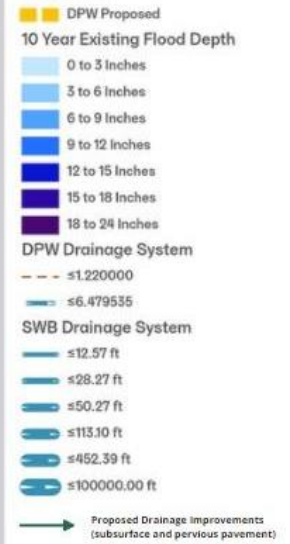 DPW Proposed
10 Year Existing Flood Depth
0 to 3 Inches
3 to 6 Inches
6 to 9 Inches
9 to 12 Inches
12 to 15 Inches
15 to 18 Inches
18 to 24 Inches
DPW Drainage System
≤1.220000
≤6.479535
SWB Drainage System
≤12.57 ft
≤28.27 ft
≤50.27 ft
≤113.10 ft
≤452.39 ft
≤100000.00 ft
Proposed Drainage Improvements
(subsurface and pervious pavement)